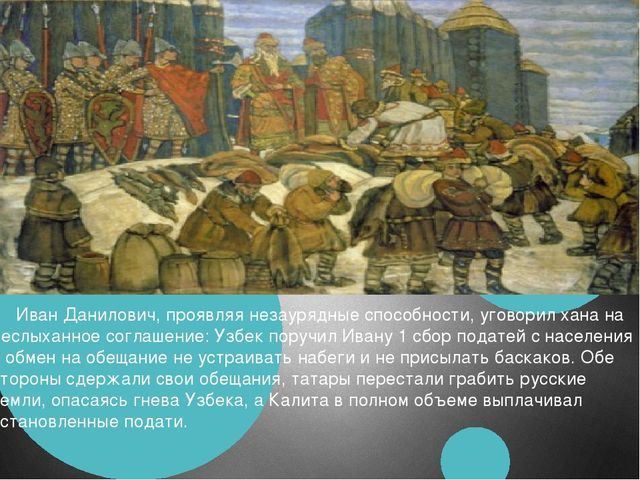 Иван Данилович, проявляя незаурядные способности, уговорил хана на
еслыханное соглашение: Узбек поручил Ивану 1 сбор податей с населения
обмен на обещание не устраивать набеги и не присылать баскаков. Обе
тороны сдержали свои обещания, татары перестали грабить русские
емли, опасаясь гнева Узбека, а Калита в полном объеме выплачивал
становленные подати.